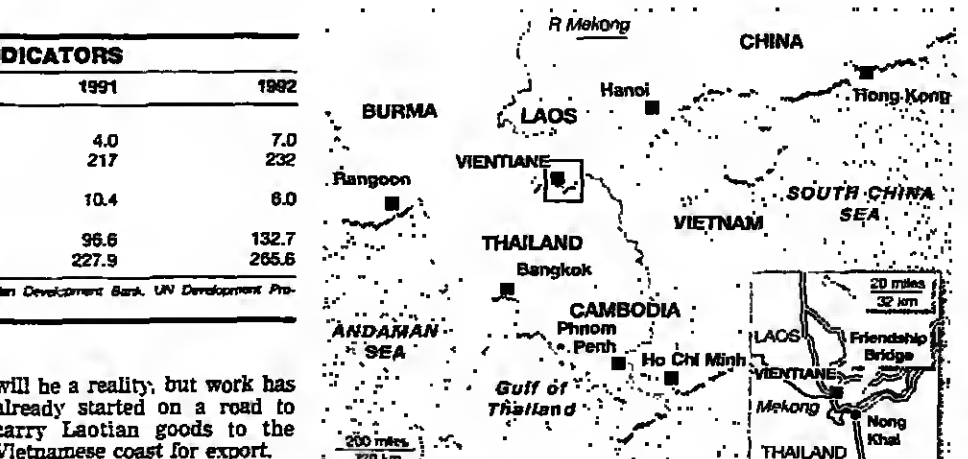 DICATORS
1991 1992
4.0 7.0
217 232
10.4 6.0
96.6 132.7
227.9 265.6
Development Bank, UN Development Pro-
will be a reality, but work has
already started on a road to
carry Laotian goods to the
Vietnamese coast for export.
R Mekong
CHINA
Hanoi
Hong Kong
BURMA
LAOS
VIENTIANE
Rangoon
SOUTH CHINA
SEA
VIETNAM
THAILAND
Bangkok
CAMBODIA
Phnom
Penh
ANDAMAN
SEA
Ho Chi Minh
Gulf of
Thailand
200 miles
20 miles
32 km
LAOS
Friendship
Bridge
VIENTIANE
Mekong
Nong
Khai
THAILAND